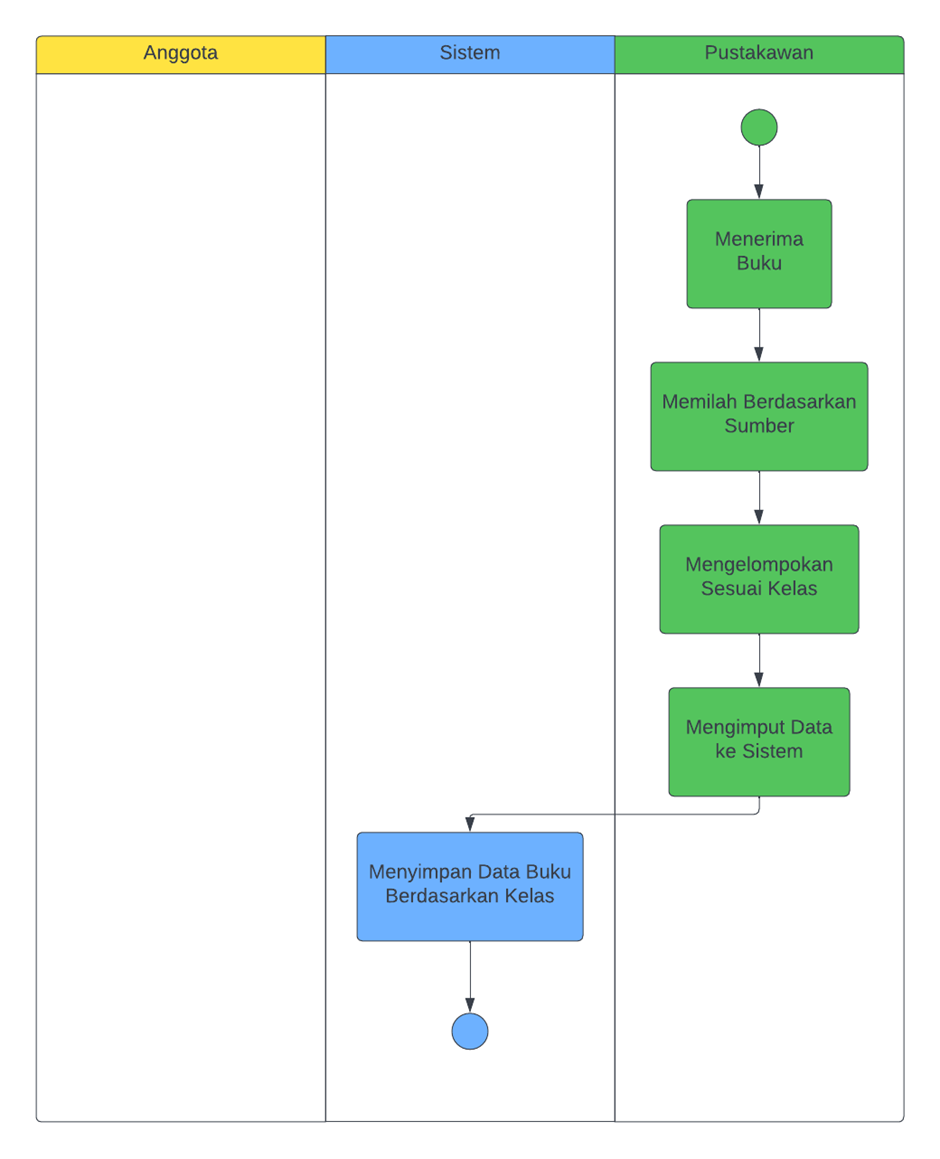 Anggota
Sistem
Pustakawan
Menerima
Buku
Memilah Berdasarkan
Sumber
Mengelompokan
Sesuai Kelas
Mengimput Data
ke Sistem
Menyimpan Data Buku
Berdasarkan Kelas